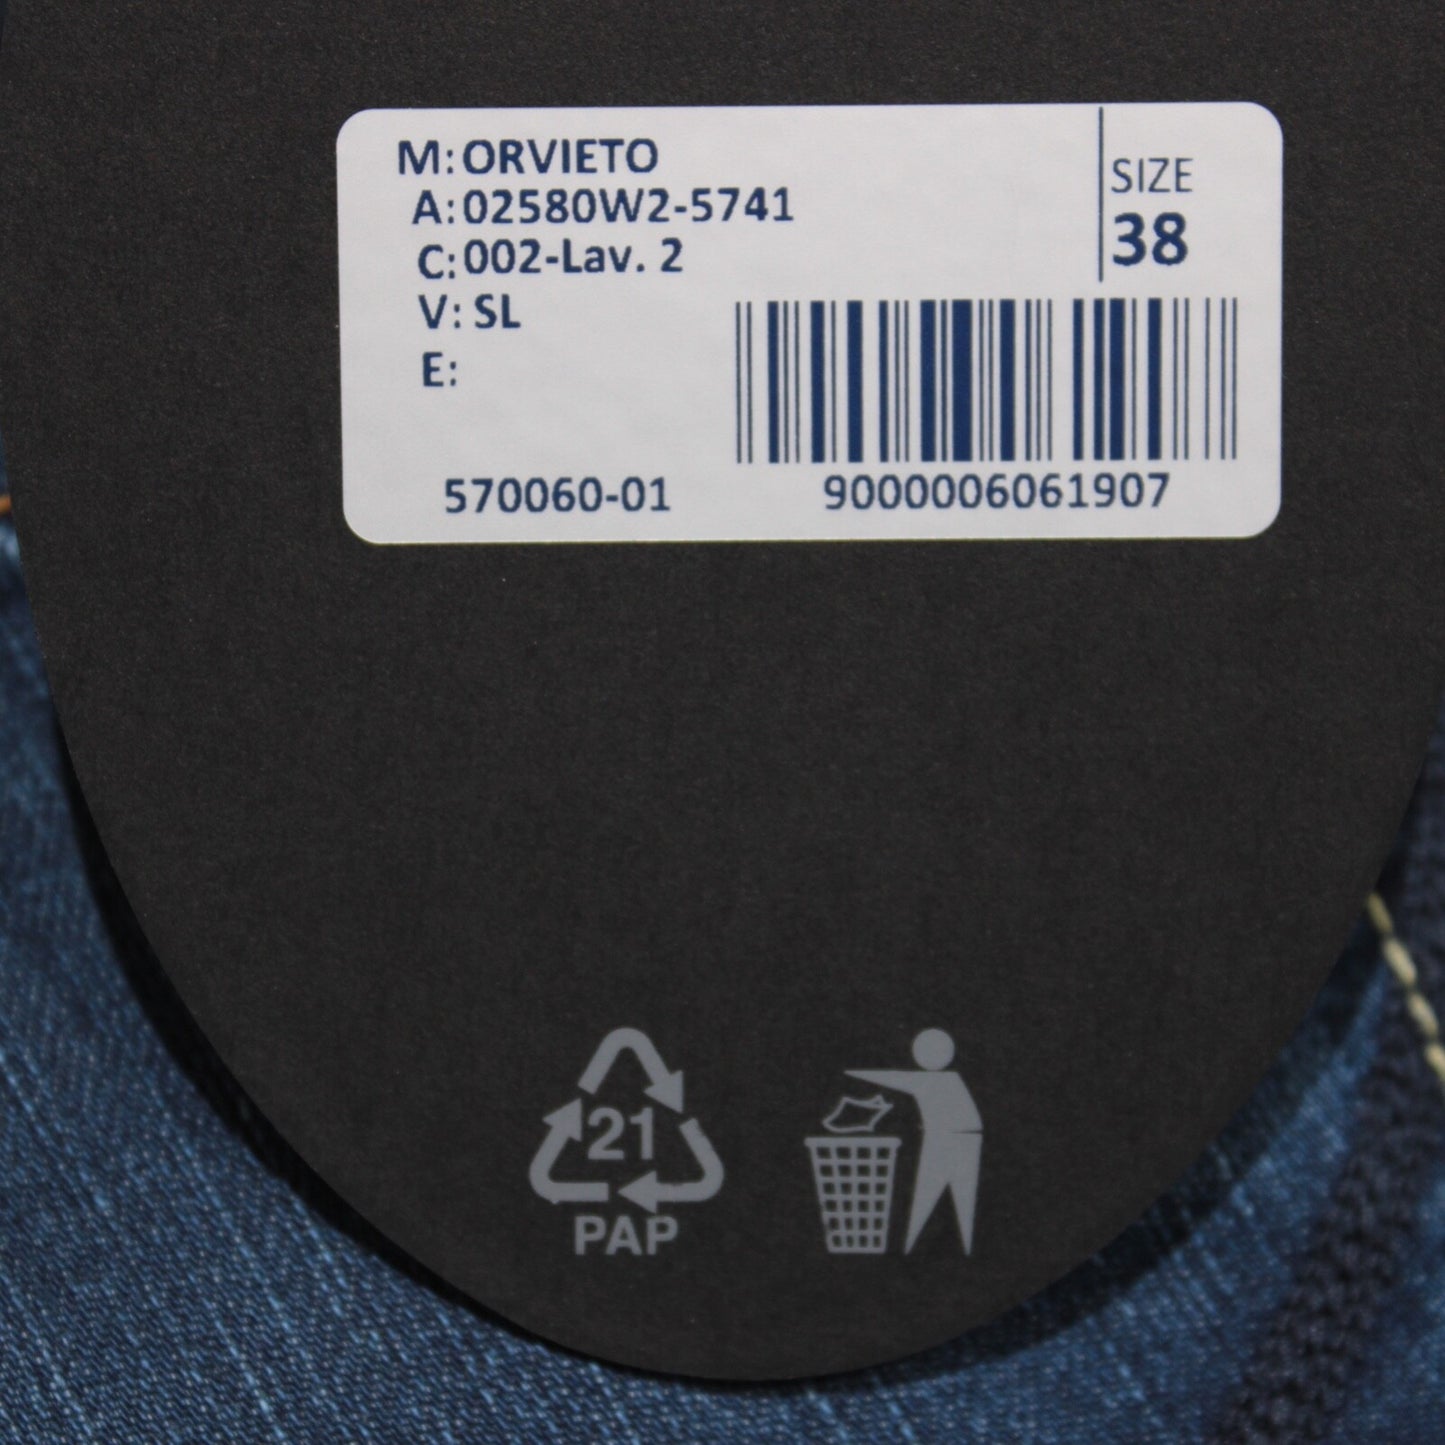 M: ORVIETO
A: 02580W2-5741
C: 002-Lav. 2
V: SL
E:
SIZE
38
570060-01
9000006061907
21
PAP